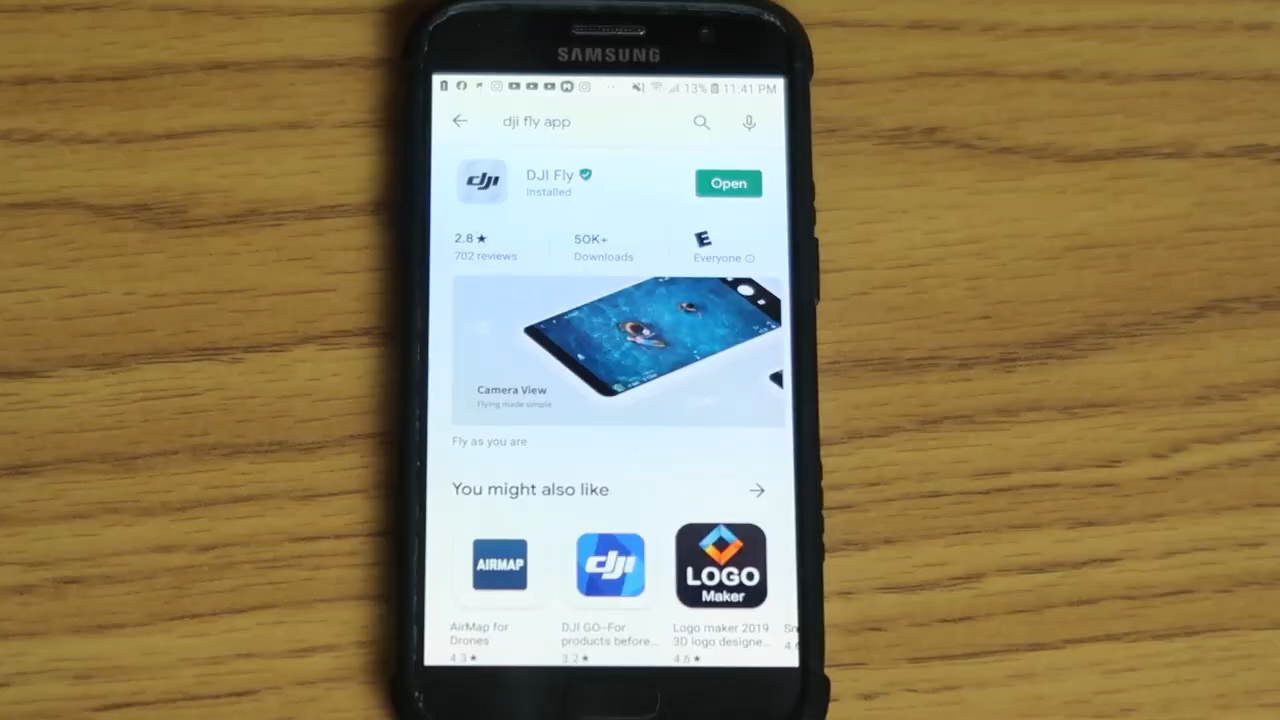 SAMSUNG
13% 11:41 PM
dji fly app
dji
DJI Fly
Installed
Open
2.8★
702 reviews
50K+
Downloads
E
Everyone
Camera View
Flying made simple
Fly as you are
You might also like
AIRMAP
dji
LOGO
Maker
AirMap for
Drones
4.3★
DJI GO--For
products before...
3.2★
Logo maker 2019
3D logo designe...
4.6★